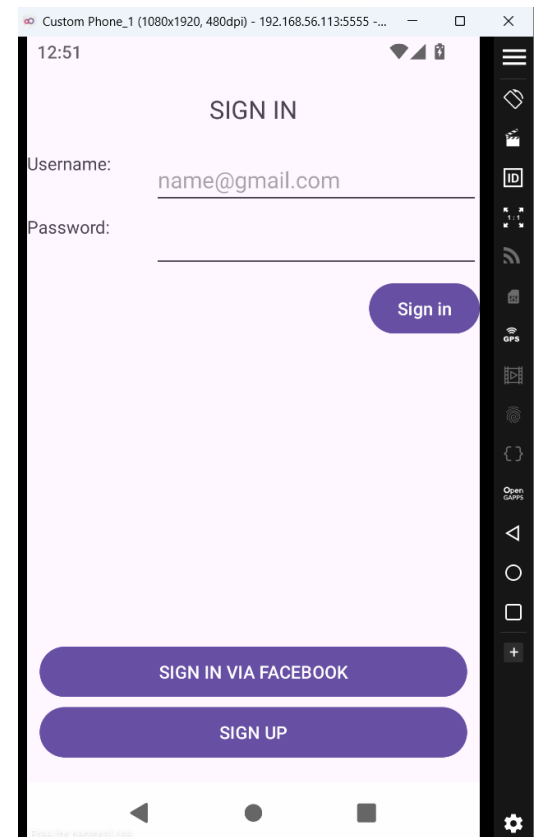 Custom Phone_1 (1080x1920, 480dpi) - 192.168.56.113:5555 -...
12:51
SIGN IN
Username:
name@gmail.com
Password:
Sign in
SIGN IN VIA FACEBOOK
SIGN UP
ID
1:1
GPS
Open
GAPPS